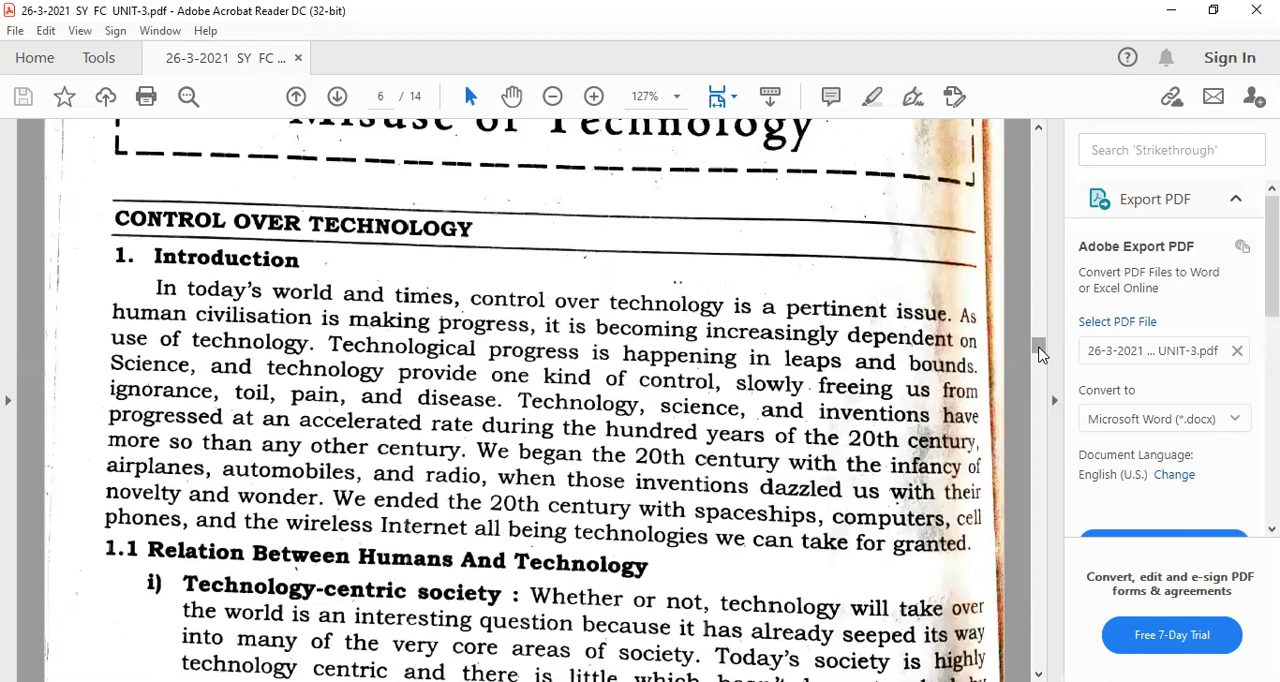 26-3-2021 SY FC UNIT-3.pdf - Adobe Acrobat Reader DC (32-bit)
File Edit View Sign Window Help
Home Tools 26-3-2021 SY FC ... × Sign In
6 / 14 127%
Misuse of Technology
CONTROL OVER TECHNOLOGY
1. Introduction
In today's world and times, control over technology is a pertinent issue. As
human civilisation is making progress, it is becoming increasingly dependent on
use of technology. Technological progress is happening in leaps and bounds.
Science, and technology provide one kind of control, slowly freeing us from
ignorance, toil, pain, and disease. Technology, science, and inventions have
progressed at an accelerated rate during the hundred years of the 20th century,
more so than any other century. We began the 20th century with the infancy of
airplanes, automobiles, and radio, when those inventions dazzled us with their
novelty and wonder. We ended the 20th century with spaceships, computers, cell
phones, and the wireless Internet all being technologies we can take for granted.
1.1 Relation Between Humans And Technology
i) Technology-centric society : Whether or not, technology will take over
the world is an interesting question because it has already seeped its way
into many of the very core areas of society. Today's society is highly
technology centric and there is little which
Search 'Strikethrough'
Export PDF
Adobe Export PDF
Convert PDF Files to Word
or Excel Online
Select PDF File
26-3-2021 ... UNIT-3.pdf
Convert to
Microsoft Word (*.docx)
Document Language:
English (U.S.) Change
Convert, edit and e-sign PDF
forms & agreements
Free 7-Day Trial